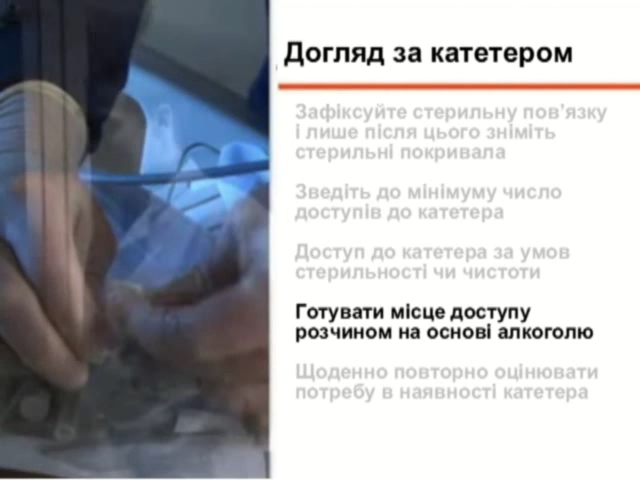 Догляд за катетером
Зафіксуйте стерильну пов’язку
і лише після цього зніміть
стерильні покривала
Зведіть до мінімуму число
доступів до катетера
Доступ до катетера за умов
стерильності чи чистоти
Готувати місце доступу
розчином на основі алкоголю
Щоденно повторно оцінювати
потребу в наявності катетера